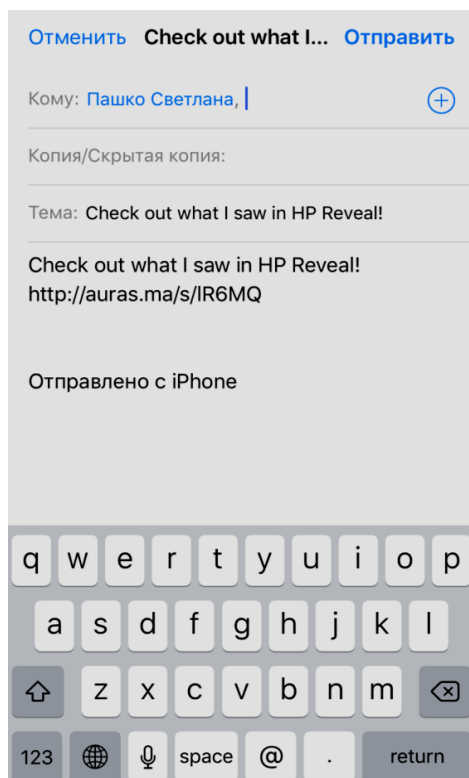 Отменить Check out what I... Отправить
Кому: Пашко Светлана,
Копия/Скрытая копия:
Тема: Check out what I saw in HP Reveal!
Check out what I saw in HP Reveal!
http://auras.ma/s/lR6MQ
Отправлено с iPhone
q w e r t y u i o p
a s d f g h j k l
z x c v b n m
123 space @ . return